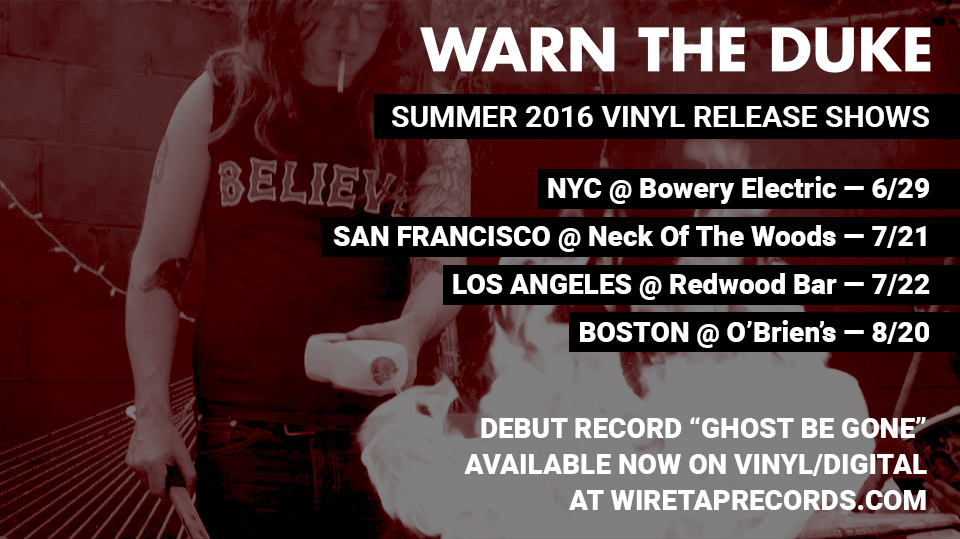 WARN THE DUKE
SUMMER 2016 VINYL RELEASE SHOWS
NYC @ Bowery Electric — 6/29
SAN FRANCISCO @ Neck Of The Woods — 7/21
LOS ANGELES @ Redwood Bar — 7/22
BOSTON @ O’Brien’s — 8/20
BELIEVE
DEBUT RECORD “GHOST BE GONE”
AVAILABLE NOW ON VINYL/DIGITAL
AT WIRETAPRECORDS.COM